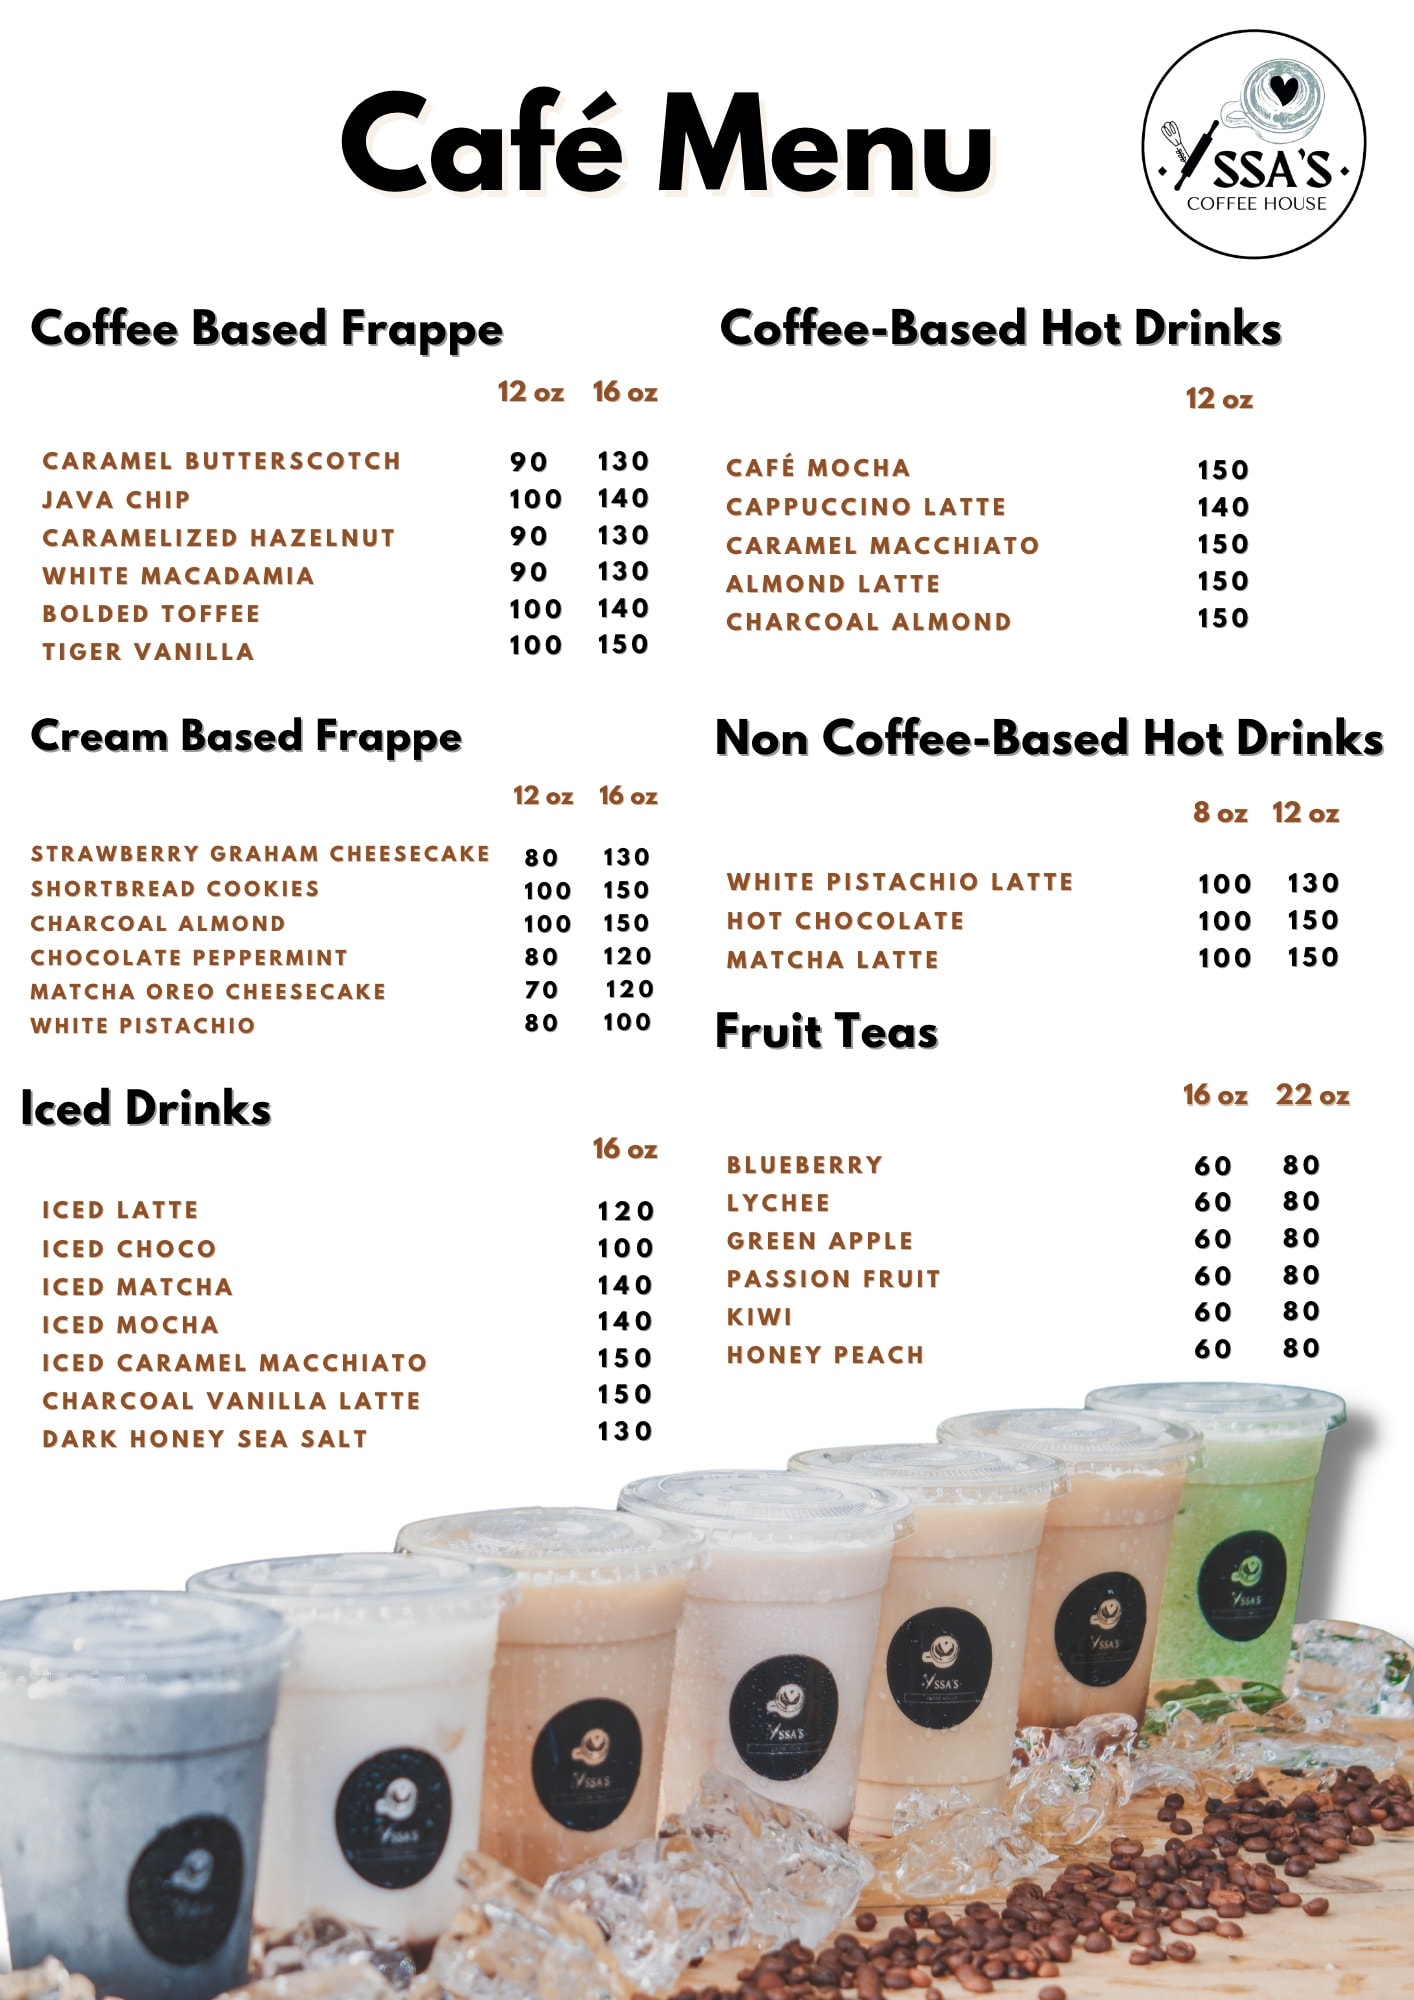 Café Menu
YSSA'S
COFFEE HOUSE
Coffee Based Frappe
12 oz 16 oz
CARAMEL BUTTERSCOTCH 90 130
JAVA CHIP 100 140
CARAMELIZED HAZELNUT 90 130
WHITE MACADAMIA 90 130
BOLDED TOFFEE 100 140
TIGER VANILLA 100 150
Cream Based Frappe
12 oz 16 oz
STRAWBERRY GRAHAM CHEESECAKE 80 130
SHORTBREAD COOKIES 100 150
CHARCOAL ALMOND 100 150
CHOCOLATE PEPPERMINT 80 120
MATCHA OREO CHEESECAKE 70 120
WHITE PISTACHIO 80 100
Iced Drinks
16 oz
ICED LATTE 120
ICED CHOCO 100
ICED MATCHA 140
ICED MOCHA 140
ICED CARAMEL MACCHIATO 150
CHARCOAL VANILLA LATTE 150
DARK HONEY SEA SALT 130
Coffee-Based Hot Drinks
12 oz
CAFÉ MOCHA 150
CAPPUCCINO LATTE 140
CARAMEL MACCHIATO 150
ALMOND LATTE 150
CHARCOAL ALMOND 150
Non Coffee-Based Hot Drinks
8 oz 12 oz
WHITE PISTACHIO LATTE 100 130
HOT CHOCOLATE 100 150
MATCHA LATTE 100 150
Fruit Teas
16 oz 22 oz
BLUEBERRY 60 80
LYCHEE 60 80
GREEN APPLE 60 80
PASSION FRUIT 60 80
KIWI 60 80
HONEY PEACH 60 80
YSSA'S
YSSA'S
YSSA'S
YSSA'S
YSSA'S
YSSA'S